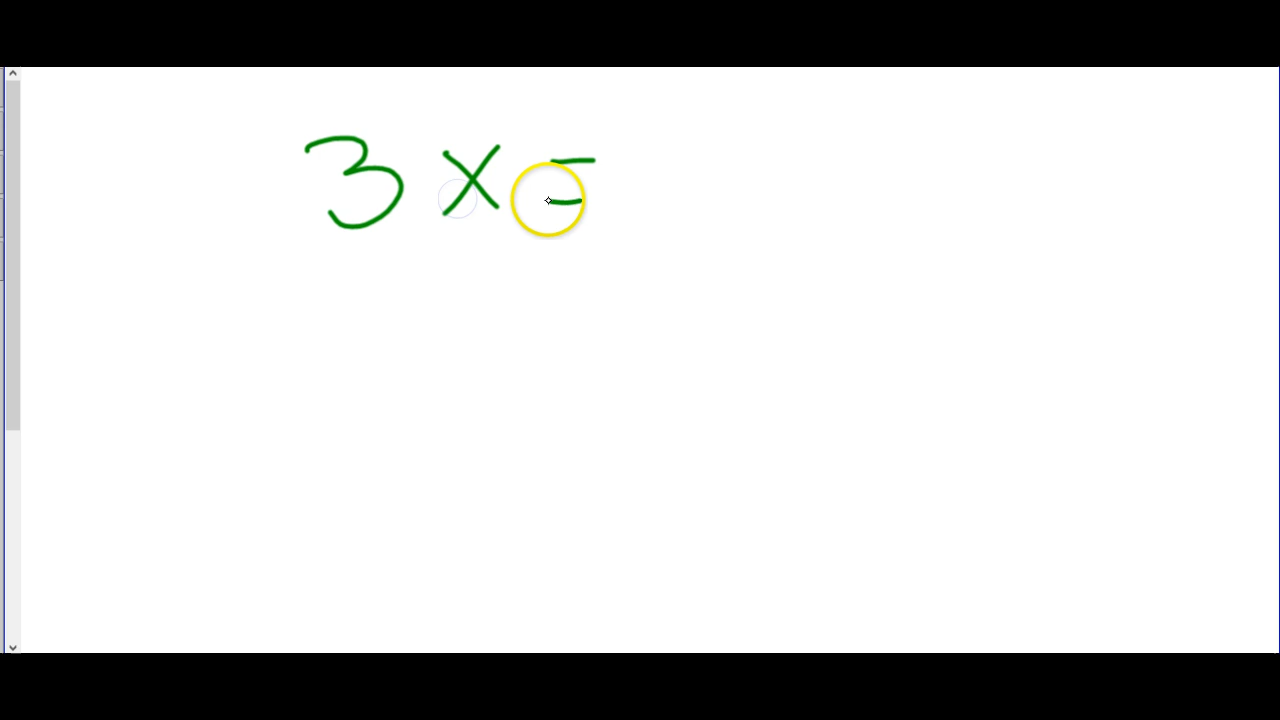 3 x =